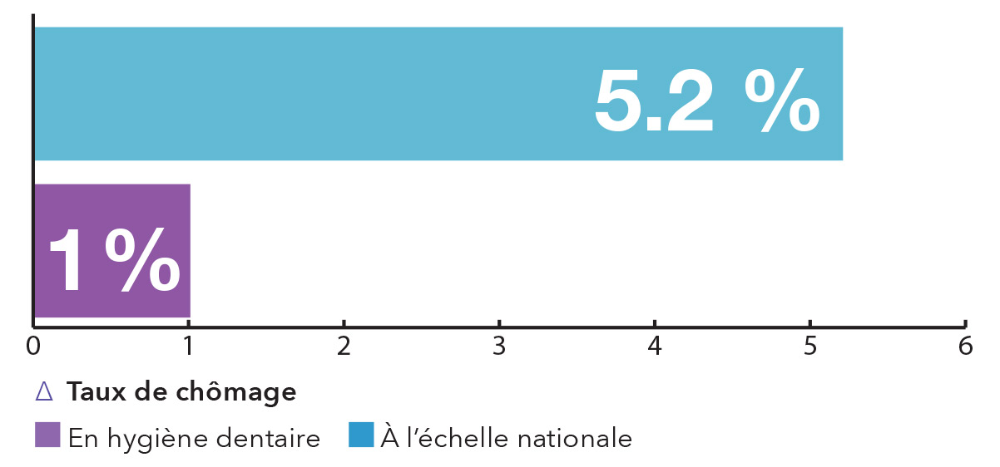 5.2 %
1 %
0 1 2 3 4 5 6
Δ Taux de chômage
En hygiène dentaire À l’échelle nationale